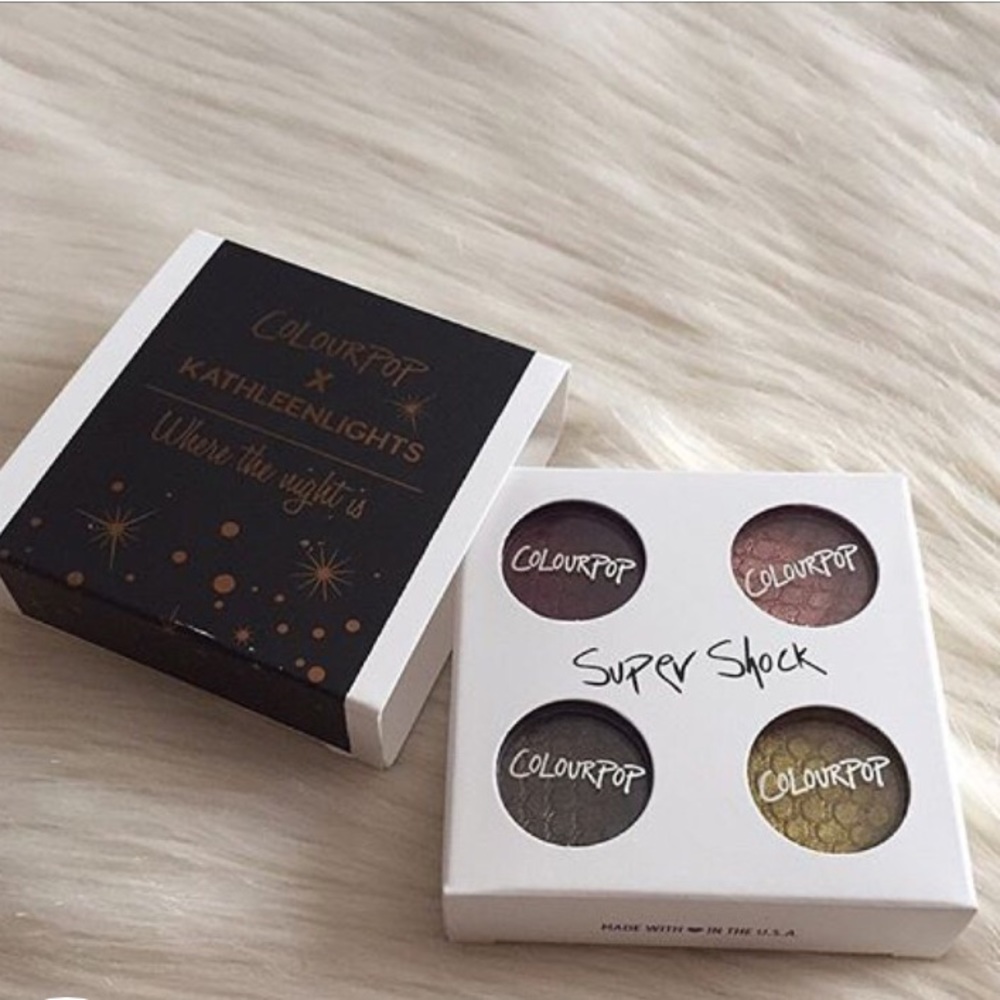 COLOURPOP
X
KATHLEENLIGHTS
Where the night is
COLOURPOP
COLOURPOP
Super Shock
COLOURPOP
COLOURPOP
MADE WITH ❤ IN THE U.S.A